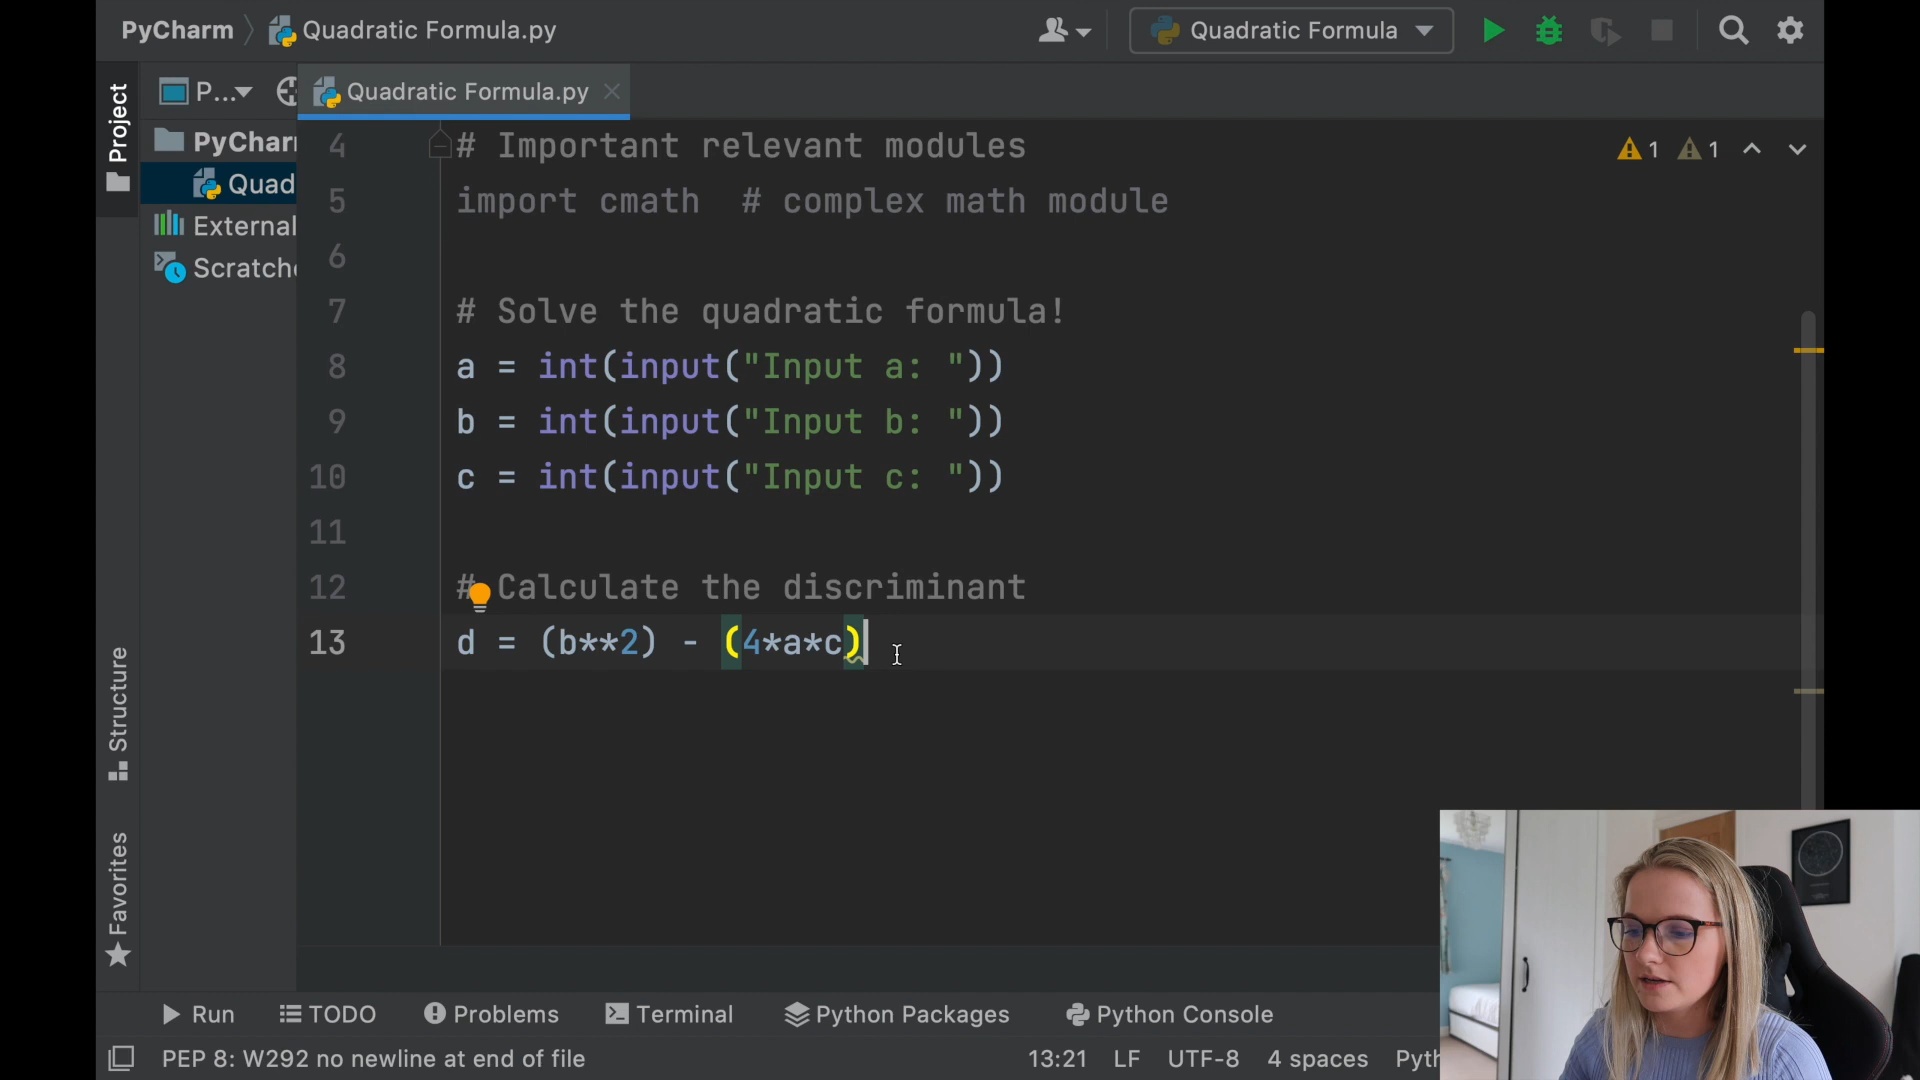 PyCharm
Quadratic Formula.py
Quadratic Formula
Project
P...
Quadratic Formula.py
PyChar
Quad
External
Scratch
4 # Important relevant modules
5 import cmath  # complex math module
6
7 # Solve the quadratic formula!
8 a = int(input("Input a: "))
9 b = int(input("Input b: "))
10 c = int(input("Input c: "))
11
12 # Calculate the discriminant
13 d = (b**2) - (4*a*c)
1 1
Structure
Favorites
Run TODO Problems Terminal Python Packages Python Console
PEP 8: W292 no newline at end of file 13:21 LF UTF-8 4 spaces Pyth